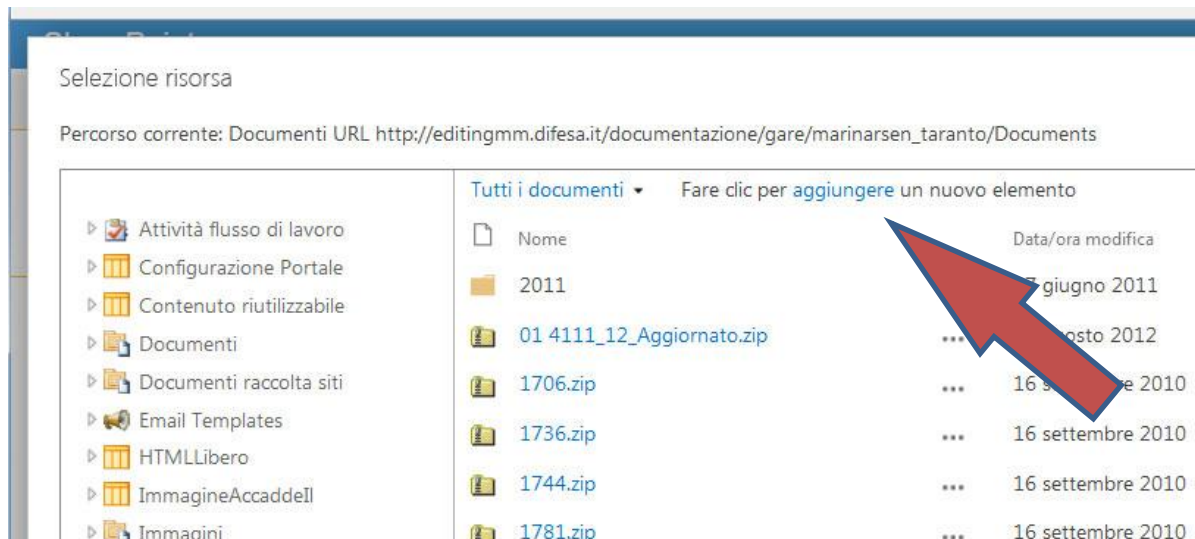 Selezione risorsa
Percorso corrente: Documenti URL http://editingmm.difesa.it/documentazione/gare/marinarsen_taranto/Documents
Tutti i documenti Fare clic per aggiungere un nuovo elemento
Attività flusso di lavoro
Configurazione Portale
Contenuto riutilizzabile
Documenti
Documenti raccolta siti
Email Templates
HTMLLibero
ImmagineAccaddeIl
Immagini
Nome Data/ora modifica
2011 giugno 2011
01 4111_12_Aggiornato.zip ... 2012
1706.zip ... 16 2010
1736.zip ... 16 settembre 2010
1744.zip ... 16 settembre 2010
1781.zip ... 16 settembre 2010